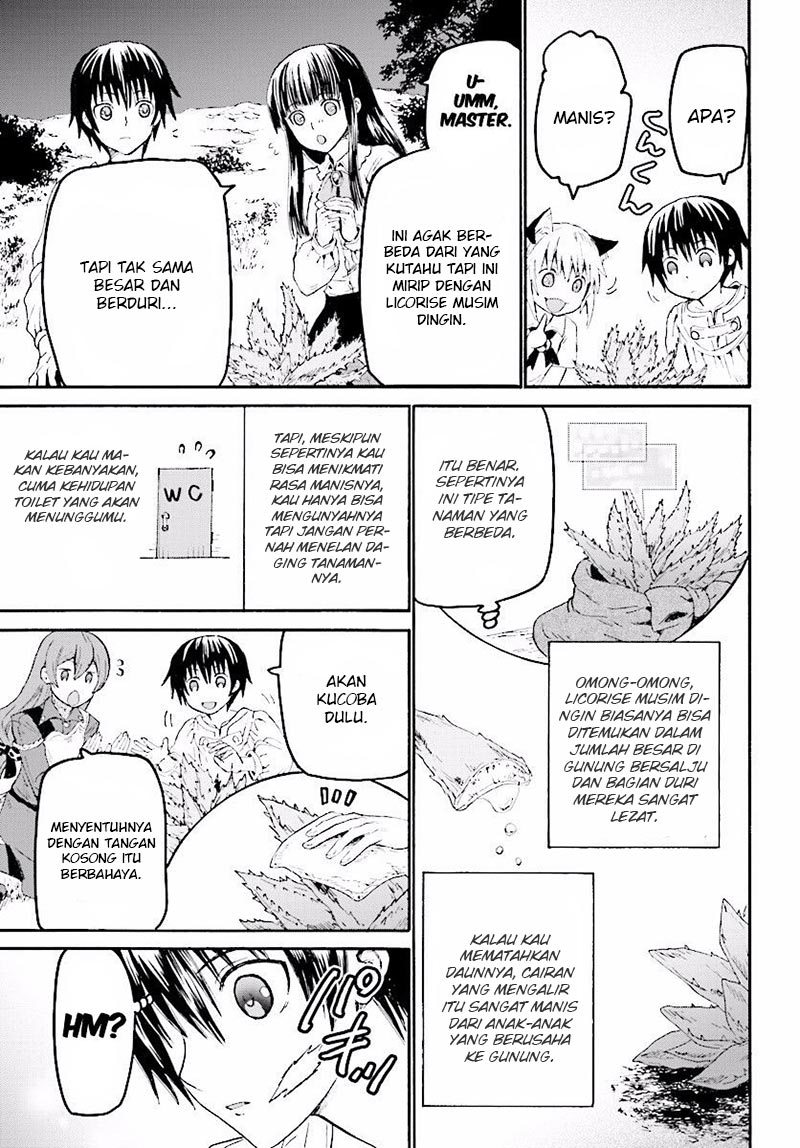 APA?
MANIS?
くんくん
U-
UMM,
MASTER.
INI AGAK BER-
BEDA DARI YANG
KUTAHU TAPI INI
MIRIP DENGAN
LICORISE MUSIM
DINGIN.
TAPI TAK SAMA
BESAR DAN
BERDURI...
ITU BENAR.
SEPERTINYA
INI TIPE TA-
NAMAN YANG
BERBEDA.
OMONG-OMONG,
LICORISE MUSIM DI-
NGIN BIASANYA BISA
DITEMUKAN DALAM
JUMLAH BESAR DI
GUNUNG BERSALJU
DAN BAGIAN DURI
MEREKA SANGAT
LEZAT.
KALAU KAU
MEMATAHKAN
DAUNNYA, CAIRAN
YANG MENGALIR
ITU SANGAT MANIS
DARI ANAK-ANAK
YANG BERUSAHA
KE GUNUNG.
TAPI, MESKIPUN
SEPERTINYA KAU
BISA MENIKMATI
RASA MANISNYA,
KAU HANYA BISA
MENGUNYAHNYA
TAPI JANGAN PER-
NAH MENELAN DA-
GING TANAMAN-
NYA.
KALAU KAU MA-
KAN KEBANYAKAN,
CUMA KEHIDUPAN
TOILET YANG AKAN
MENUNGGUMU.
WC
AKAN
KUCOBA
DULU.
MENYENTUHNYA
DENGAN TANGAN
KOSONG ITU
BERBAHAYA.
パキッ
HM?